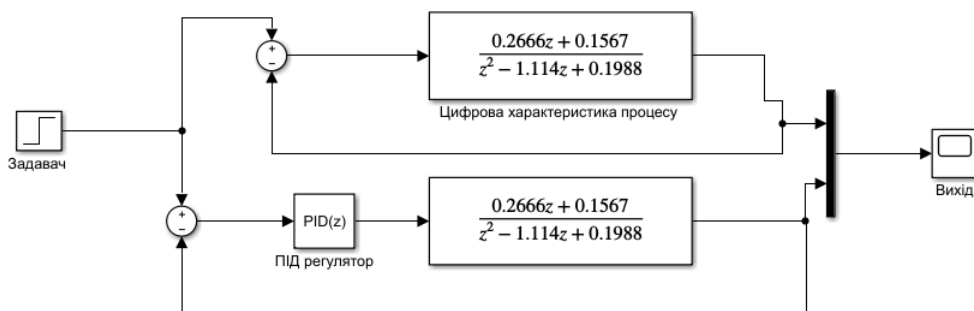 0.2666z + 0.1567
z² − 1.114z + 0.1988
Цифрова характеристика процесу
Задавач
Вихід
PID(z)
ПІД регулятор
0.2666z + 0.1567
z² − 1.114z + 0.1988